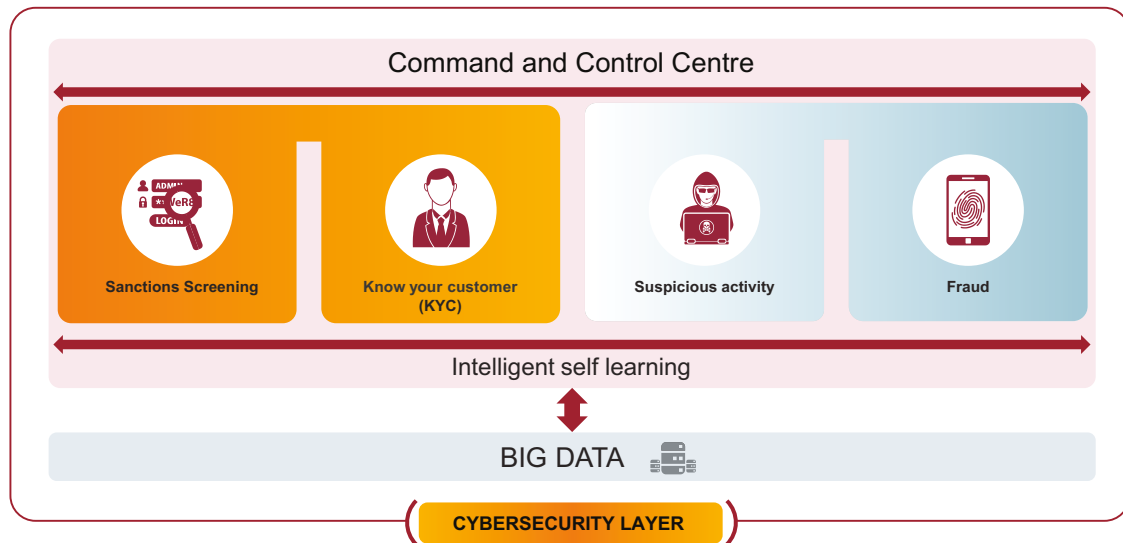 Command and Control Centre
ADMIN
WeR8
LOGIN
Sanctions Screening
Know your customer
(KYC)
Suspicious activity
Fraud
Intelligent self learning
BIG DATA
CYBERSECURITY LAYER